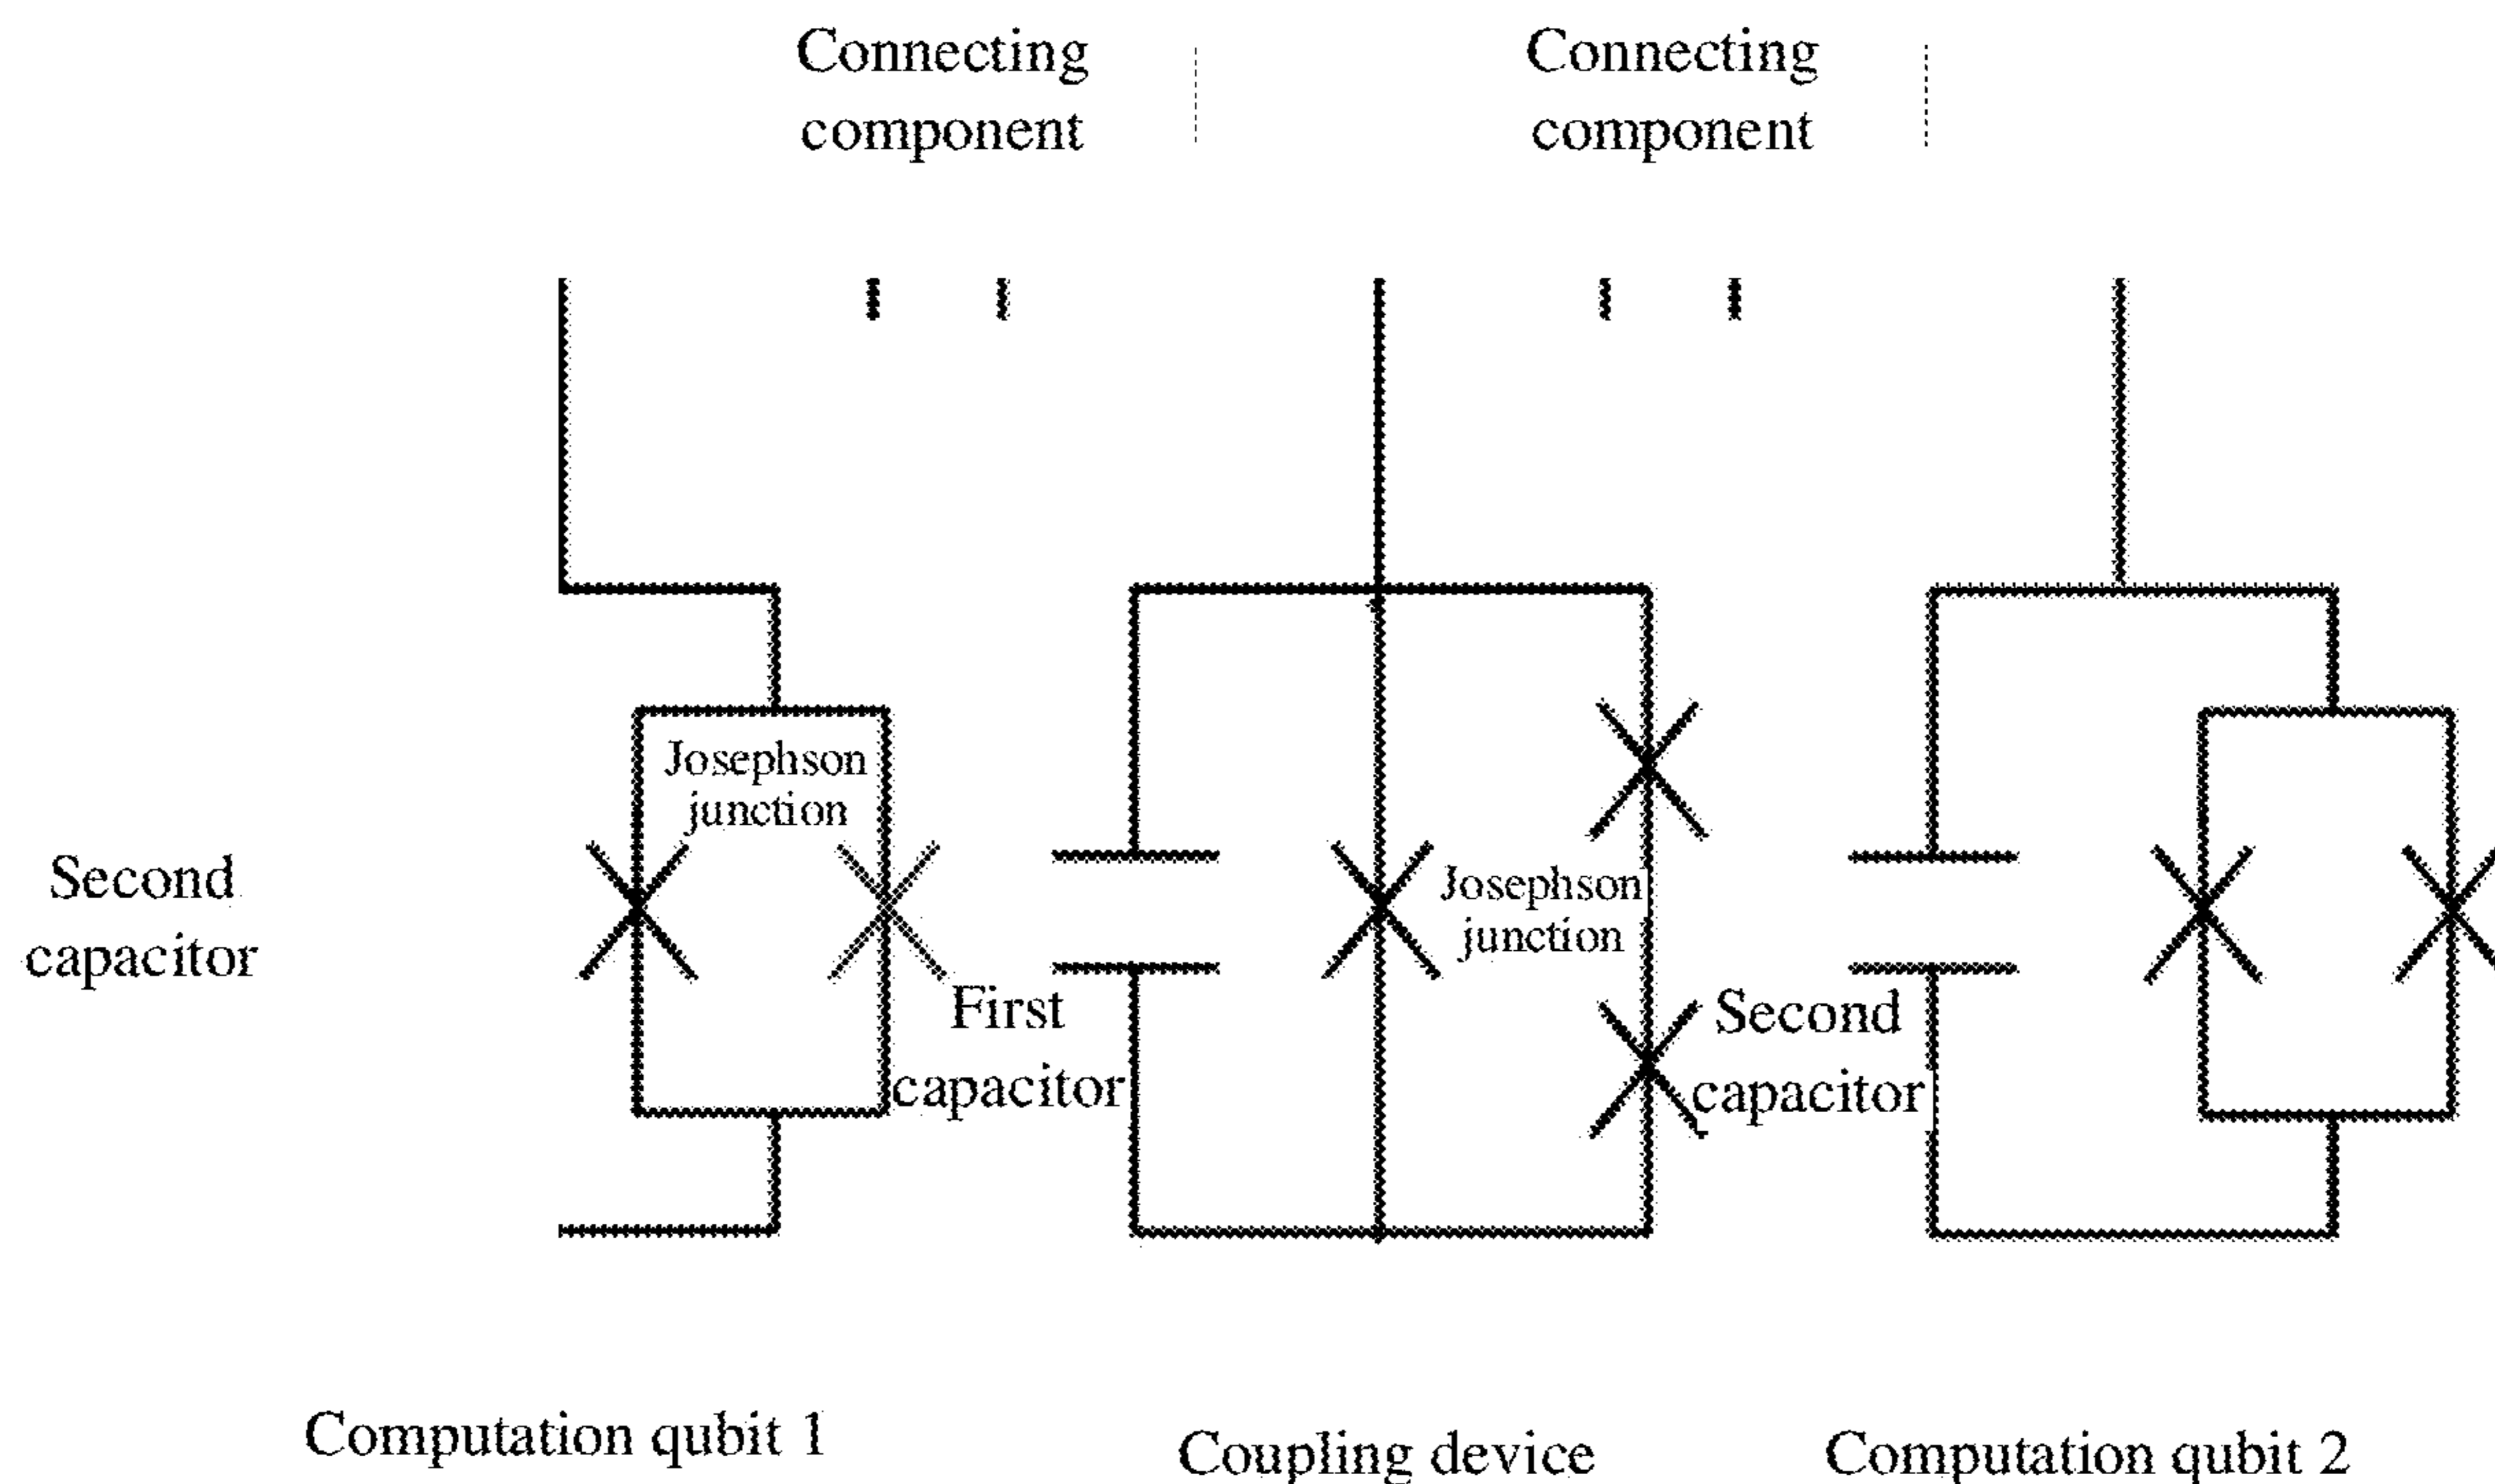 Connecting
component
Connecting
component
Josephson
junction
Second
capacitor
Josephson
junction
First
capacitor
Second
capacitor
Computation qubit 1
Coupling device
Computation qubit 2